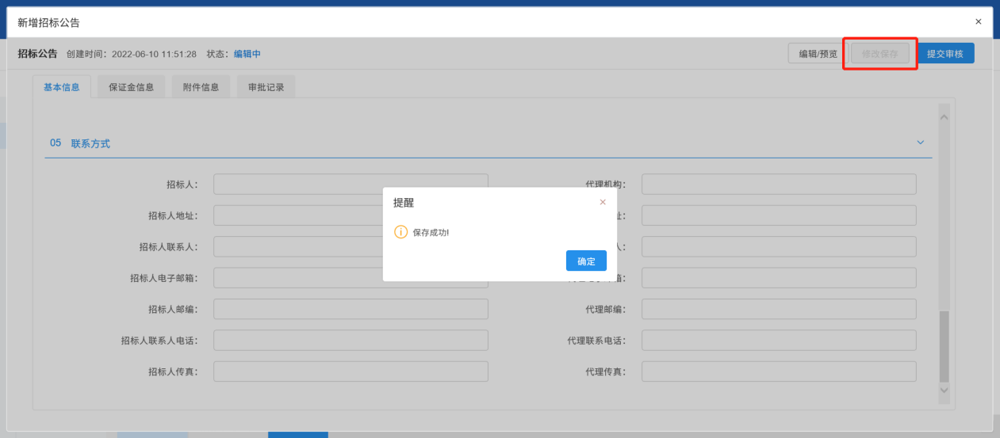 新增招标公告 ×
招标公告 创建时间：2022-06-10 11:51:28 状态：编辑中 编辑/预览 修改保存 提交审核
基本信息 保证金信息 附件信息 审批记录
05 联系方式
招标人： 代理机构：
提醒 ×
招标人地址： 址：
保存成功!
招标人联系人： 人：
确定
招标人电子邮箱： 箱：
招标人邮编： 代理邮编：
招标人联系人电话： 代理联系电话：
招标人传真： 代理传真：